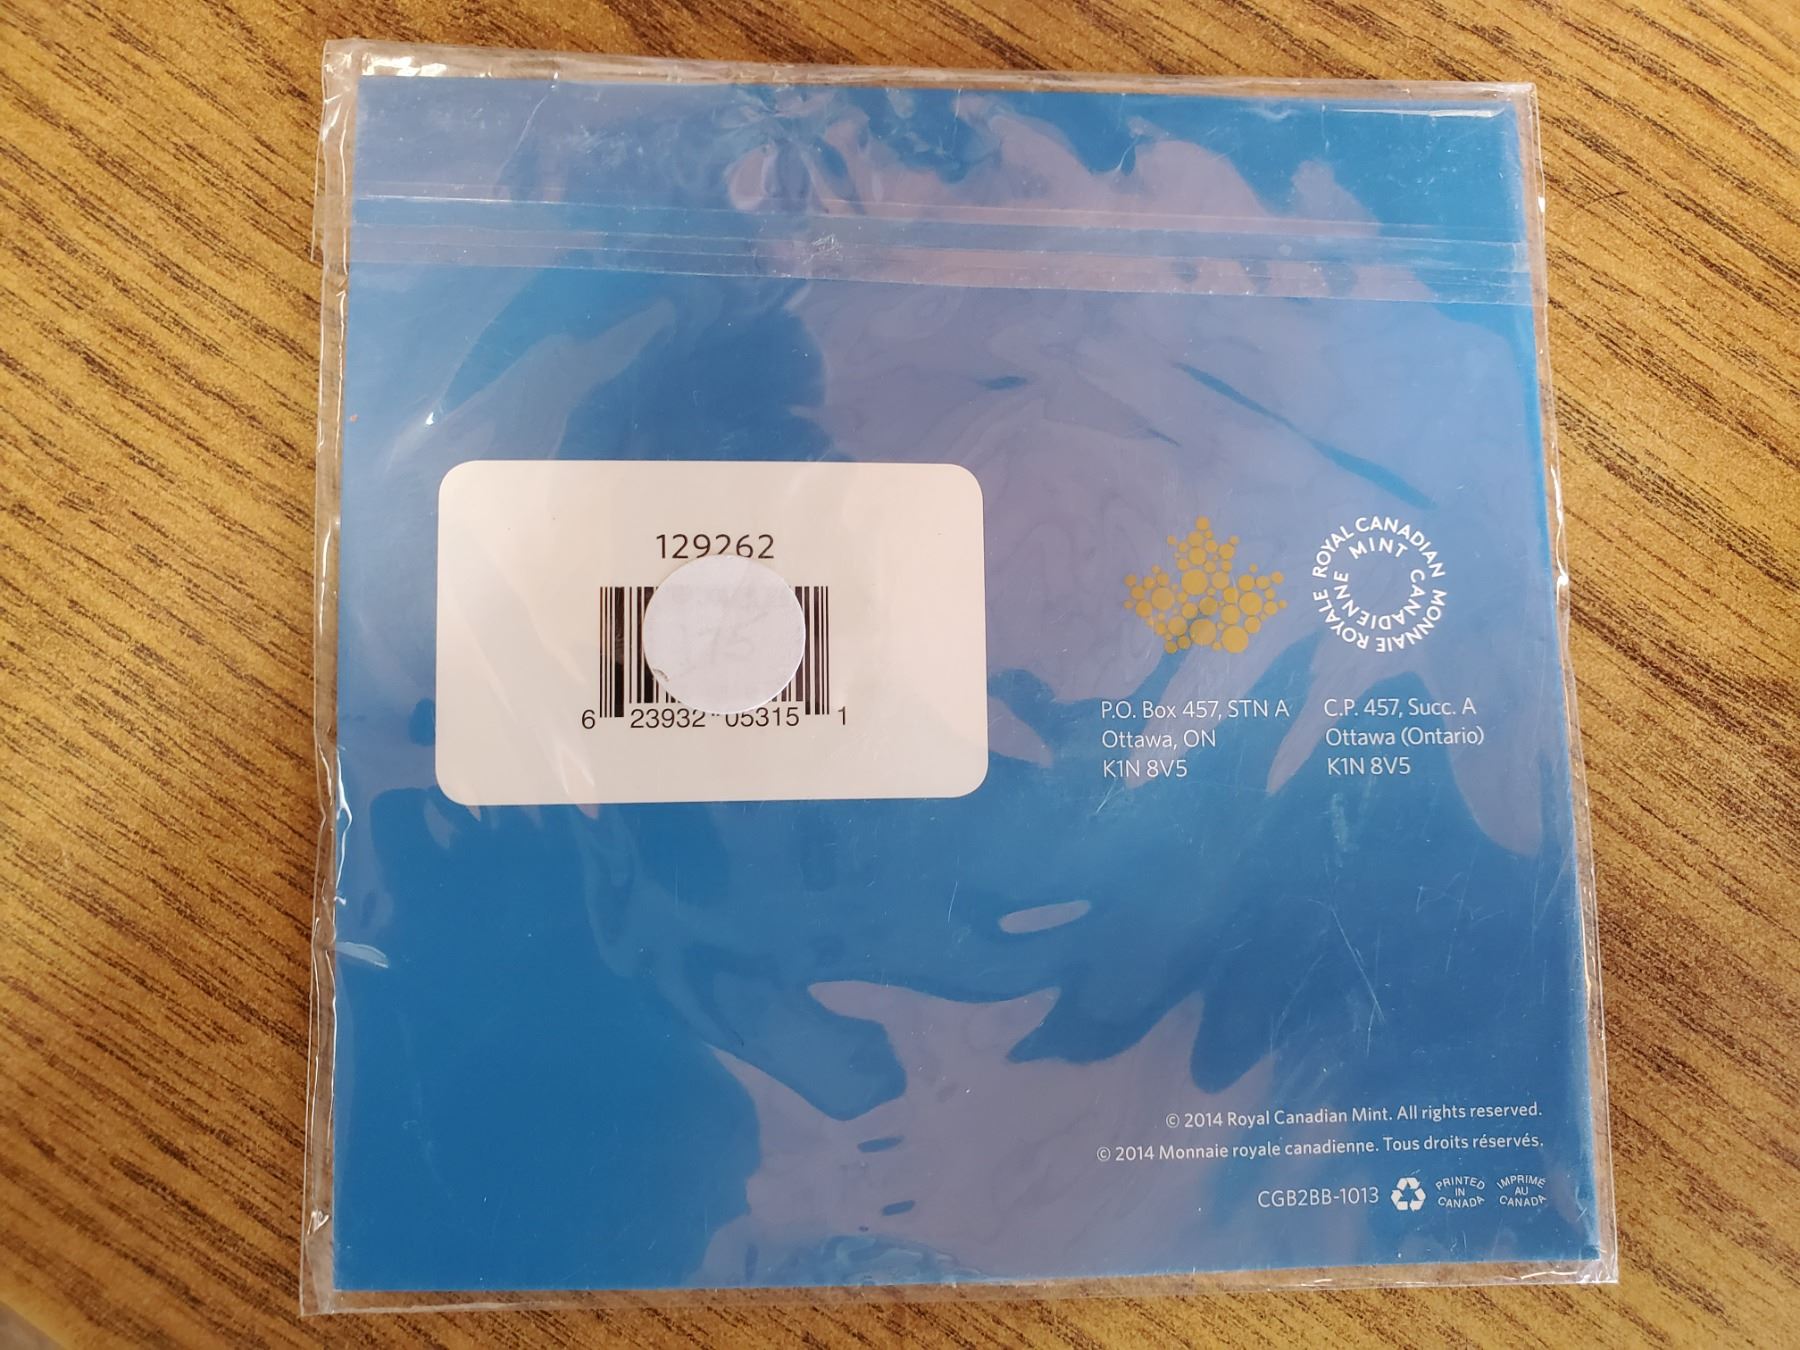 129262
6 23932 05315 1
ROYAL CANADIAN MINT
MONNAIE ROYALE CANADIENNE
P.O. Box 457, STN A
Ottawa, ON
K1N 8V5
C.P. 457, Succ. A
Ottawa (Ontario)
K1N 8V5
© 2014 Royal Canadian Mint. All rights reserved.
© 2014 Monnaie royale canadienne. Tous droits réservés.
CGB2BB-1013
PRINTED
IN
CANADA
IMPRIMÉ
AU
CANADA